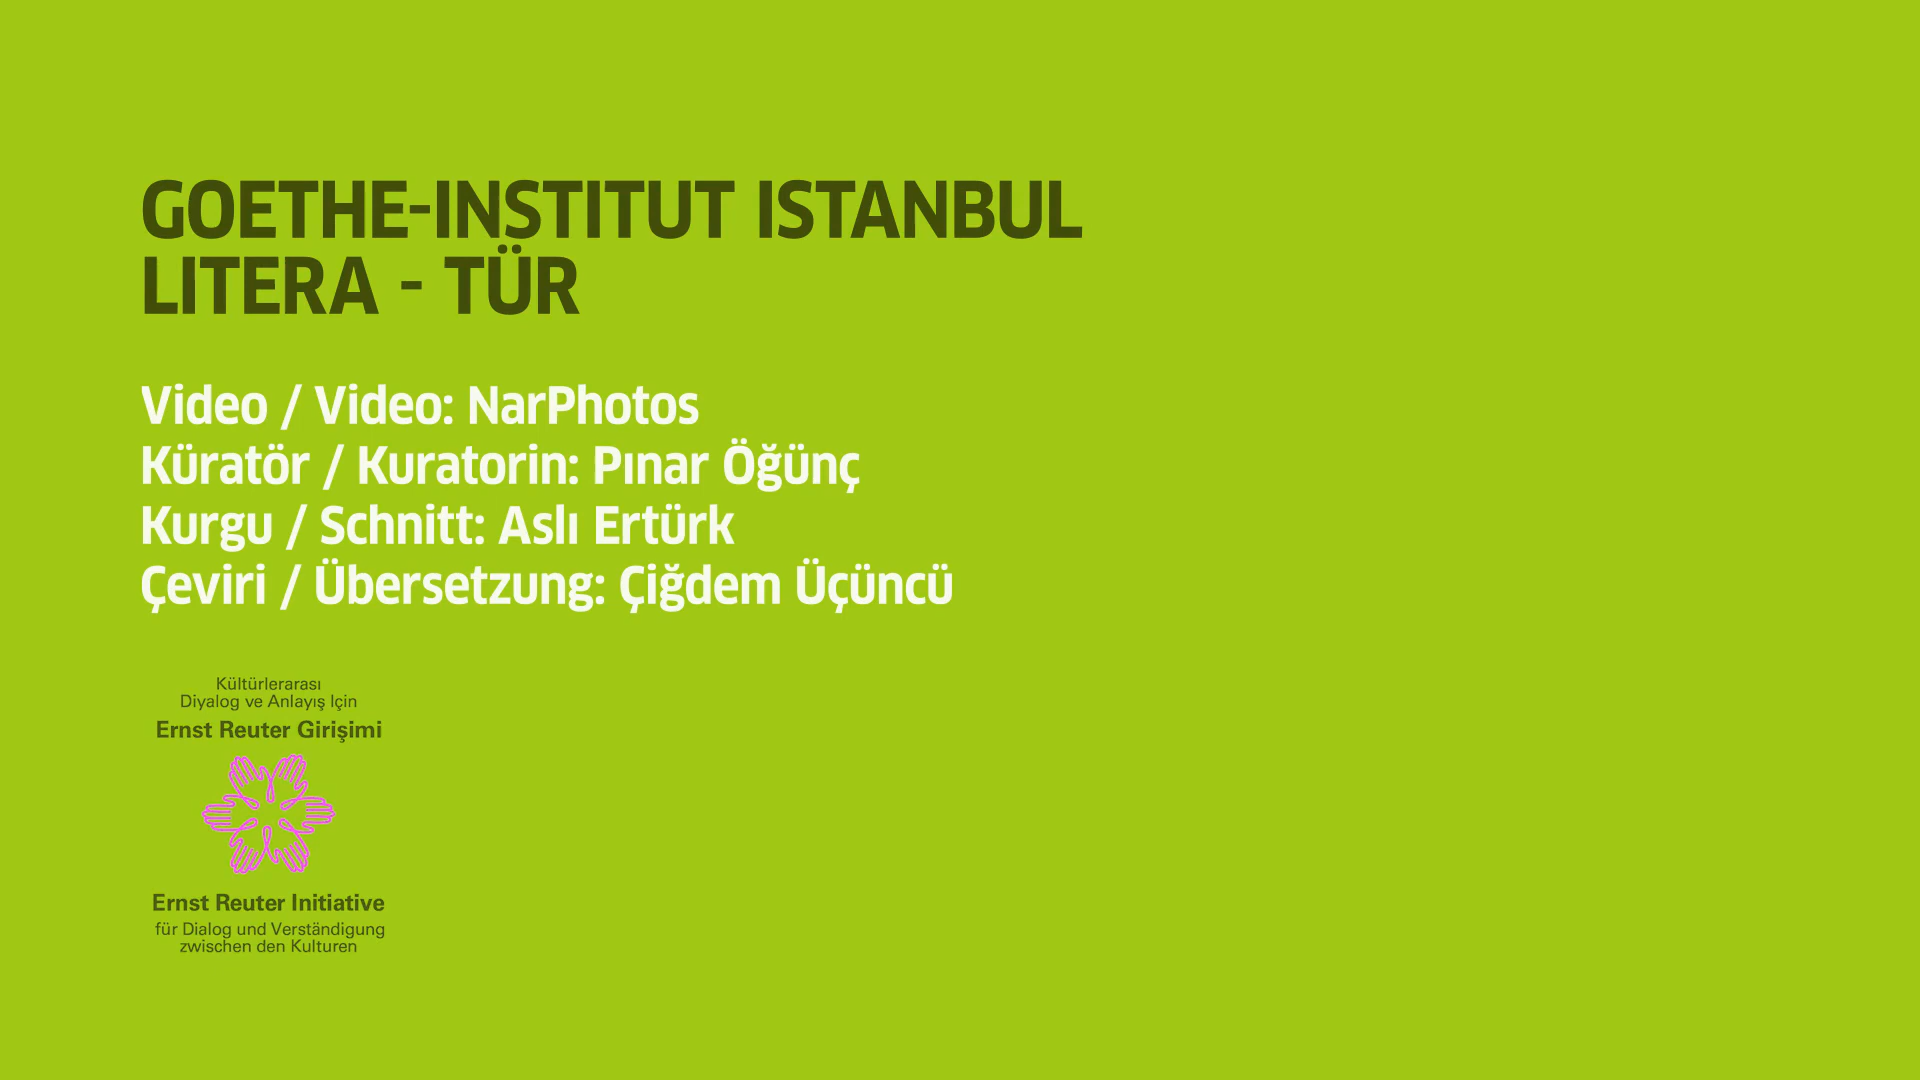 GOETHE-INSTITUT ISTANBUL
LITERA - TÜR
Video / Video: NarPhotos
Küratör / Kuratorin: Pınar Öğünç
Kurgu / Schnitt: Aslı Ertürk
Çeviri / Übersetzung: Çiğdem Üçüncü
Kültürlerarası
Diyalog ve Anlayış Için
Ernst Reuter Girişimi
Ernst Reuter Initiative
für Dialog und Verständigung
zwischen den Kulturen